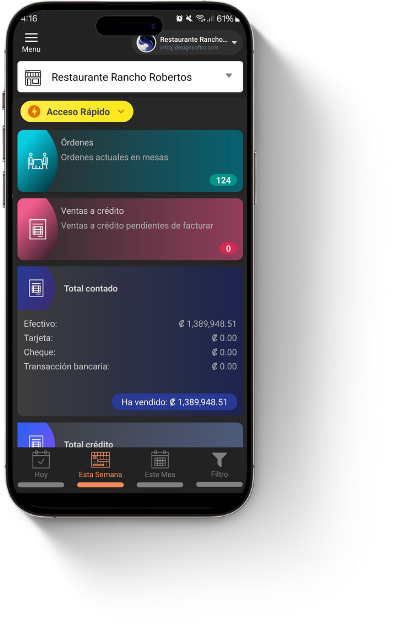 4:16
61%
Menu
Restaurante Rancho...
info@designsoftcr.com
Restaurante Rancho Robertos
Acceso Rápido
Órdenes
Ordenes actuales en mesas
124
Ventas a crédito
Ventas a crédito pendientes de facturar
0
Total contado
Efectivo: ₡ 1,389,948.51
Tarjeta: ₡ 0.00
Cheque: ₡ 0.00
Transacción bancaria: ₡ 0.00
Ha vendido: ₡ 1,389,948.51
Total crédito
Hoy
Esta Semana
Este Mes
Filtro